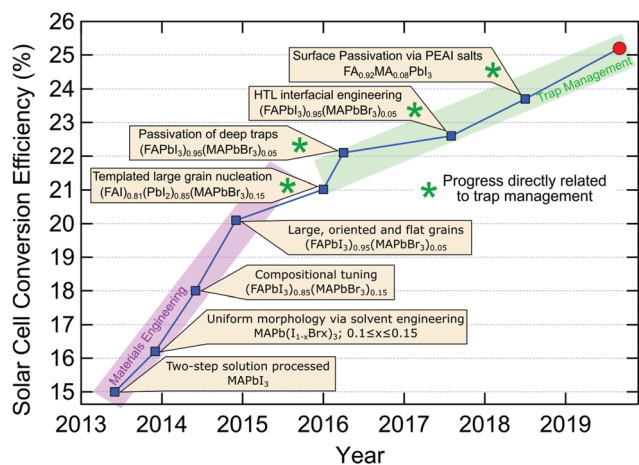 26
25
24
23
22
21
20
19
18
17
16
15
Solar Cell Conversion Efficiency (%)
Surface Passivation via PEAI salts
FA0.92MA0.08PbI3
HTL interfacial engineering
(FAPbI3)0.95(MAPbBr3)0.05
Passivation of deep traps
(FAPbI3)0.95(MAPbBr3)0.05
Templated large grain nucleation
(FAI)0.81(PbI2)0.85(MAPbBr3)0.15
Trap Management
Progress directly related
to trap management
Large, oriented and flat grains
(FAPbI3)0.95(MAPbBr3)0.05
Compositional tuning
(FAPbI3)0.85(MAPbBr3)0.15
Uniform morphology via solvent engineering
MAPb(I1-xBrx)3; 0.1≤x≤0.15
Two-step solution processed
MAPbI3
Materials Engineering
2013 2014 2015 2016 2017 2018 2019
Year